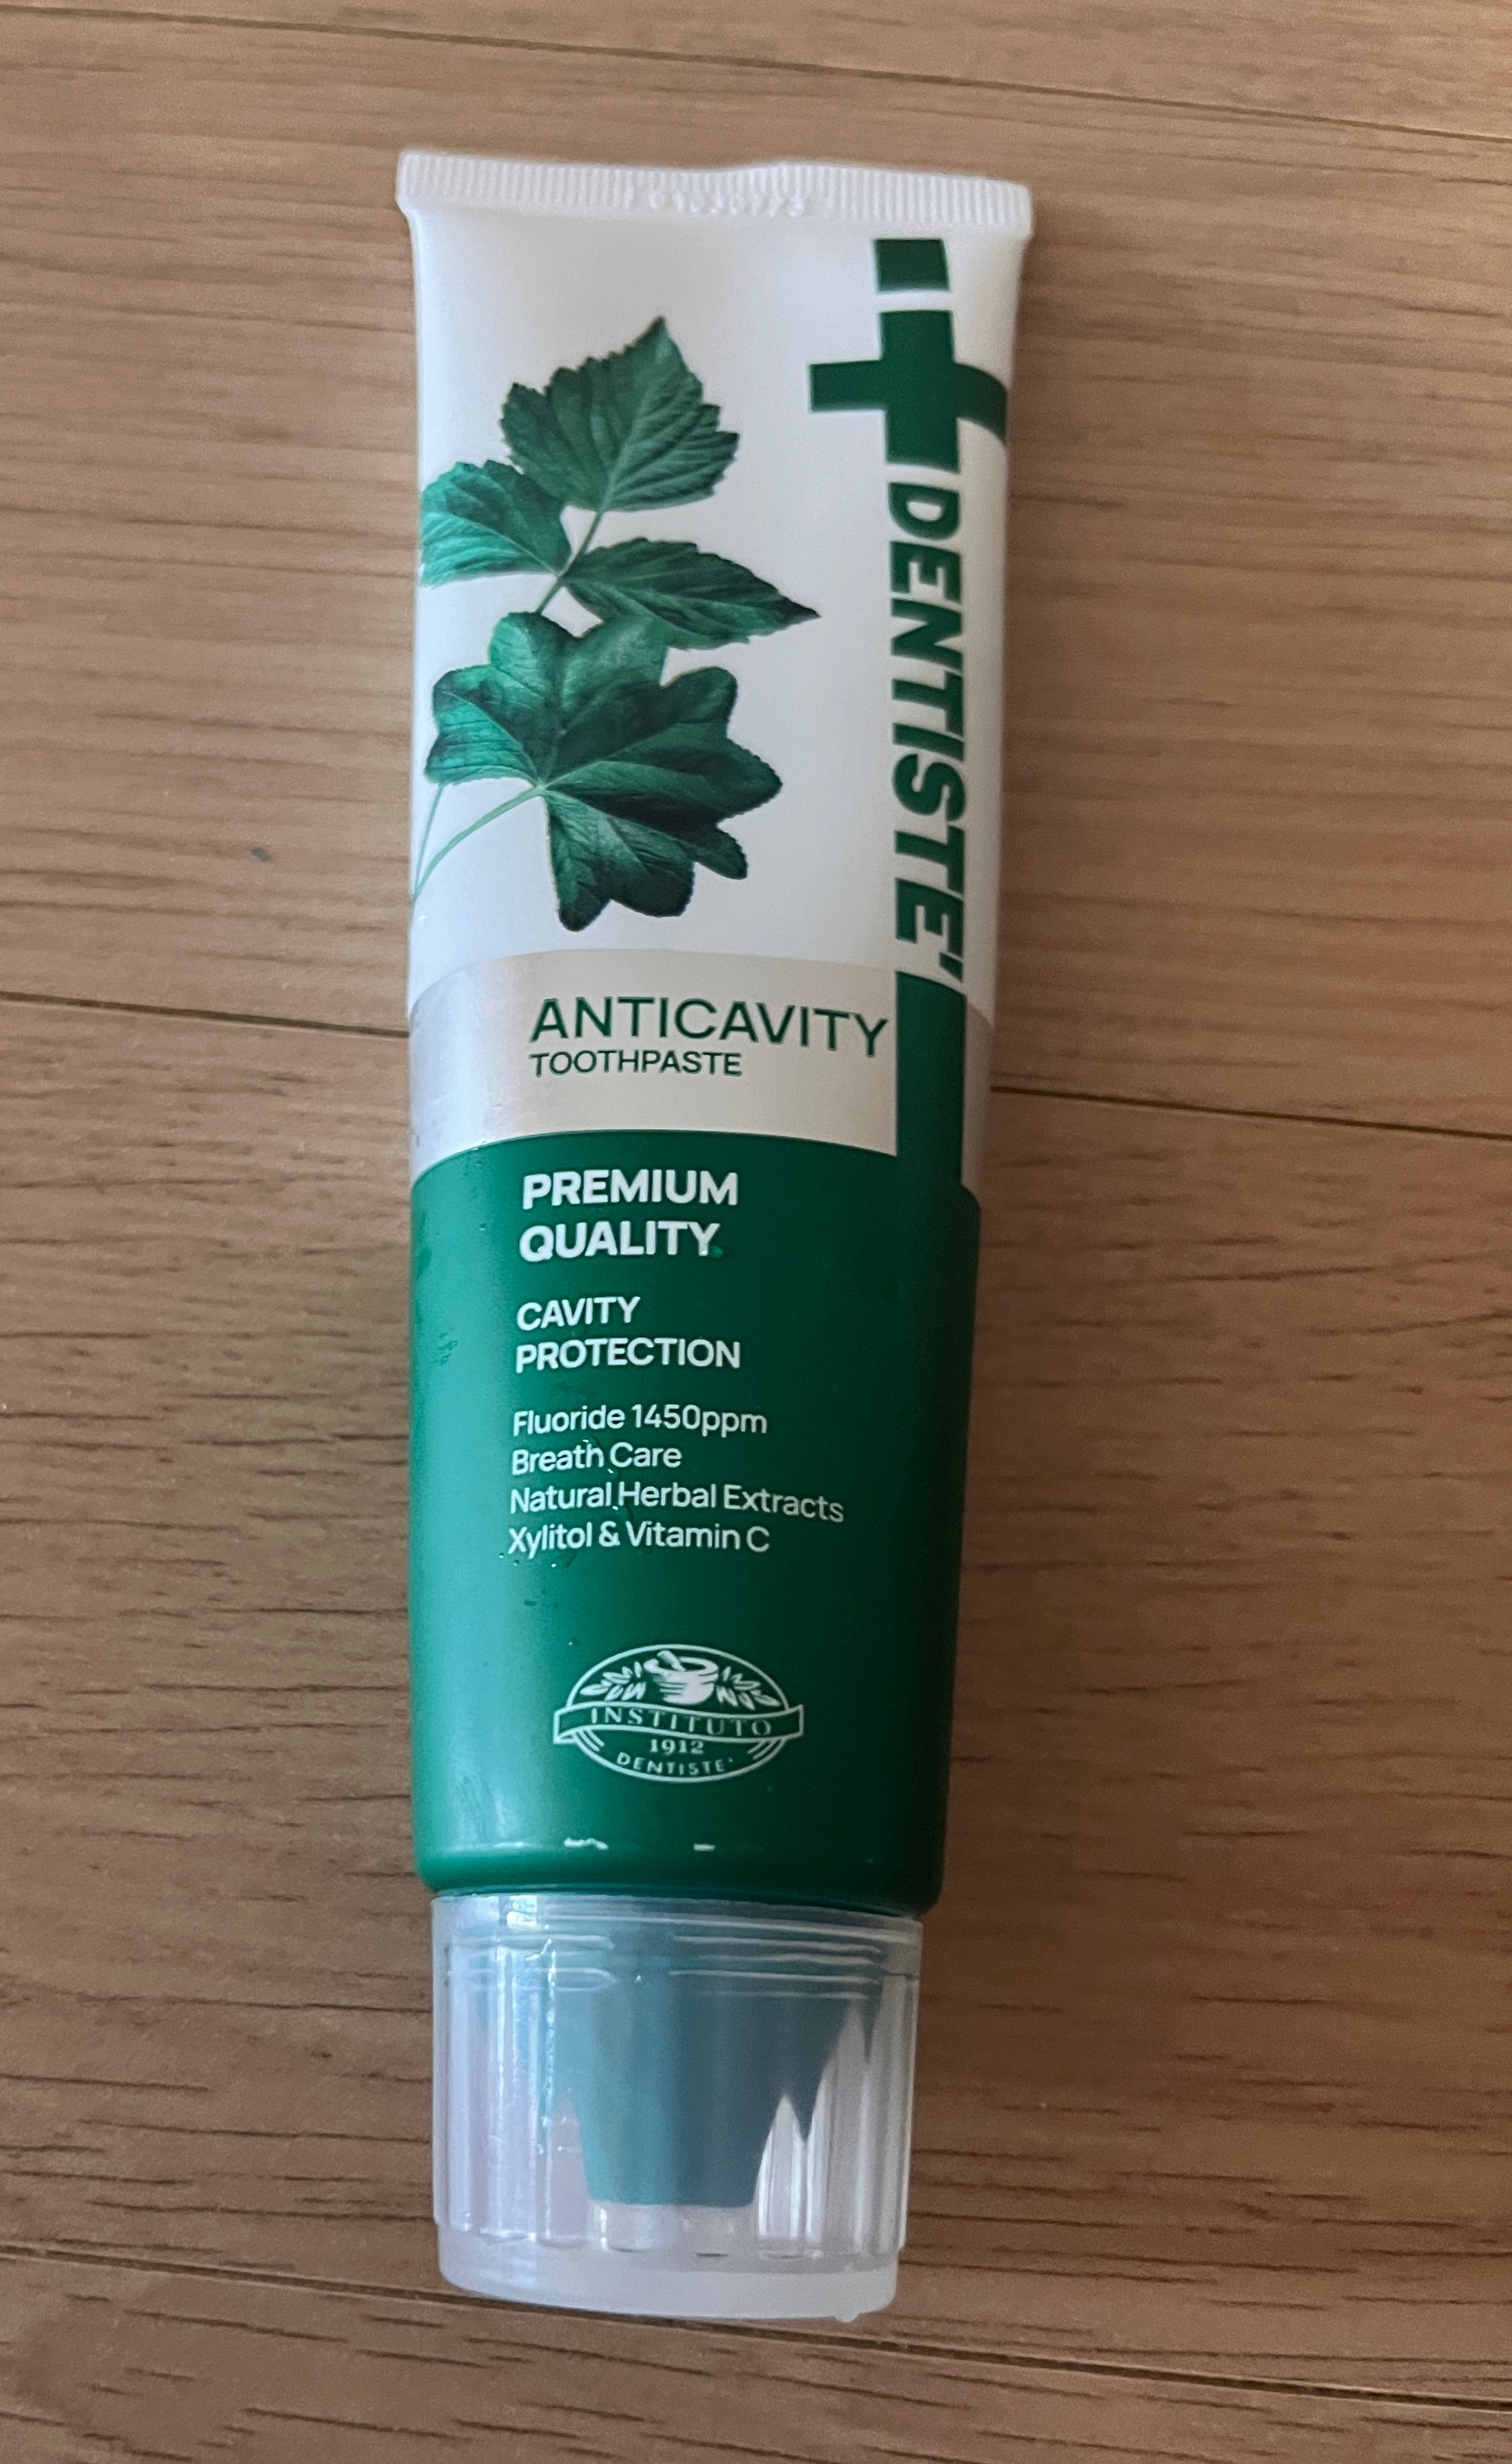 DENTISTE'
ANTICAVITY
TOOTHPASTE
PREMIUM
QUALITY
CAVITY
PROTECTION
Fluoride 1450ppm
Breath Care
Natural Herbal Extracts
Xylitol & Vitamin C
INSTITUTO
1912
DENTISTE'